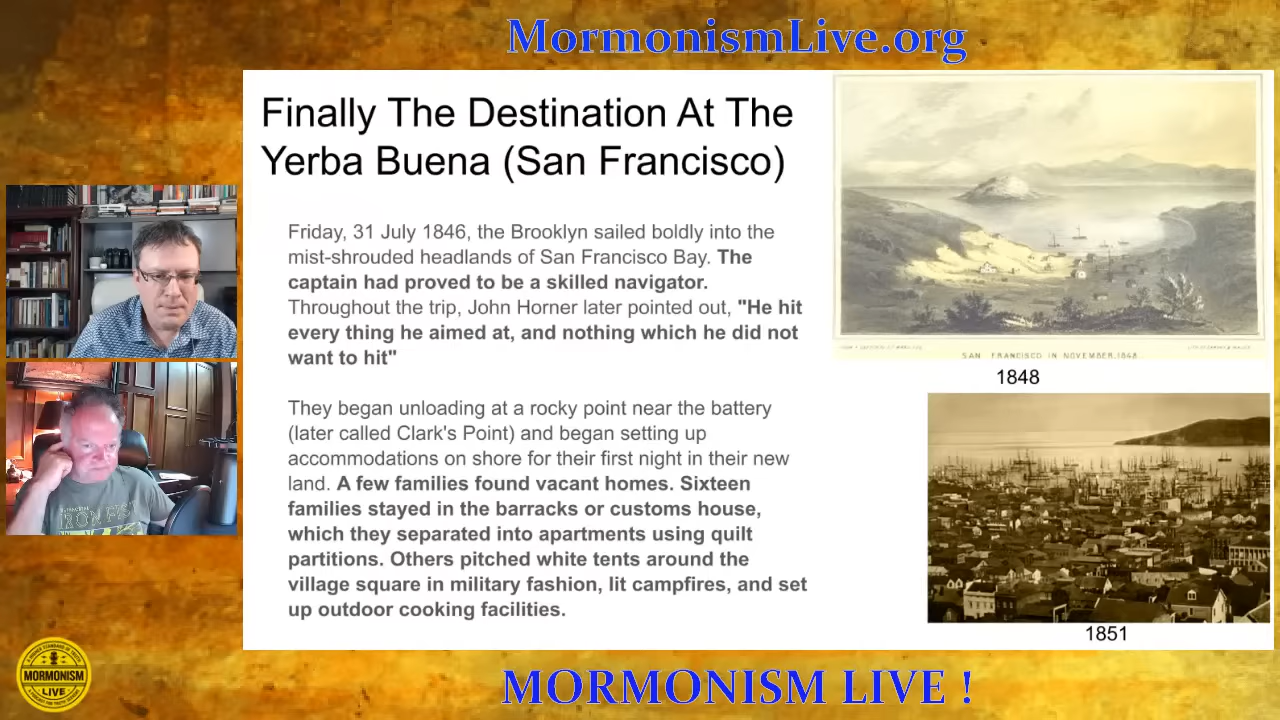 MormonismLive.org
Finally The Destination At The
Yerba Buena (San Francisco)
Friday, 31 July 1846, the Brooklyn sailed boldly into the
mist-shrouded headlands of San Francisco Bay. The
captain had proved to be a skilled navigator.
Throughout the trip, John Horner later pointed out, "He hit
every thing he aimed at, and nothing which he did not
want to hit"
They began unloading at a rocky point near the battery
(later called Clark's Point) and began setting up
accommodations on shore for their first night in their new
land. A few families found vacant homes. Sixteen
families stayed in the barracks or customs house,
which they separated into apartments using quilt
partitions. Others pitched white tents around the
village square in military fashion, lit campfires, and set
up outdoor cooking facilities.
SAN FRANCISCO IN NOVEMBER, 1848.
1848
1851
IRON FIST
MORMONISM
LIVE
MORMONISM LIVE !